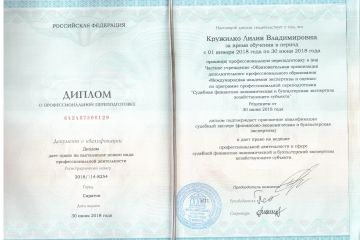 РОССИЙСКАЯ ФЕДЕРАЦИЯ
ДИПЛОМ
О ПРОФЕССИОНАЛЬНОЙ ПЕРЕПОДГОТОВКЕ
642407500129
Документ о квалификации
Диплом
дает право на выполнение нового вида
профессиональной деятельности
Регистрационный номер
2018/114-8254
Город
Саратов
Дата выдачи
30 июня 2018 года
Настоящий диплом свидетельствует о том, что
Кружилко Лилия Владимировна
за время обучения в период
с 01 января 2018 года по 30 июня 2018 года
прошла профессиональную переподготовку в
Частное учреждение «Образовательная организация
дополнительного профессионального образования
«Международная академия экспертизы и оценки»
по программе профессиональной переподготовки
"Судебная финансово-экономическая и бухгалтерская экспертиза
хозяйствующего субъекта"
Решением от
30 июня 2018 года
диплом подтверждает присвоение квалификации
судебный эксперт (финансово-экономическая и бухгалтерская
экспертиза)
и дает право на ведение
профессиональной деятельности в сфере
судебной финансово-экономической и бухгалтерской экспертизы
хозяйствующего субъекта
Председатель комиссии
Руководитель
Секретарь
М.П.